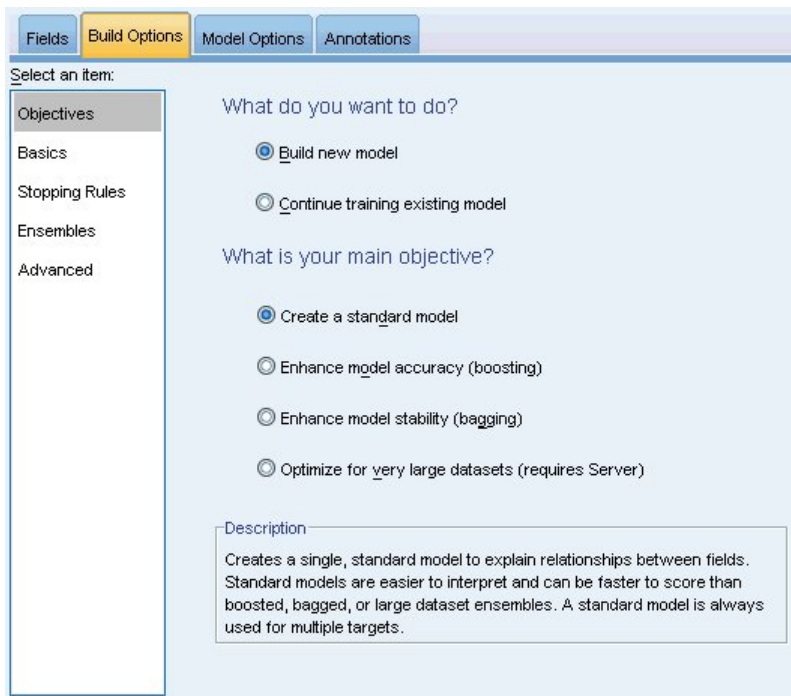 Fields Build Options Model Options Annotations
Select an item:
Objectives
Basics
Stopping Rules
Ensembles
Advanced
What do you want to do?
Build new model
Continue training existing model
What is your main objective?
Create a standard model
Enhance model accuracy (boosting)
Enhance model stability (bagging)
Optimize for very large datasets (requires Server)
Description
Creates a single, standard model to explain relationships between fields.
Standard models are easier to interpret and can be faster to score than
boosted, bagged, or large dataset ensembles. A standard model is always
used for multiple targets.